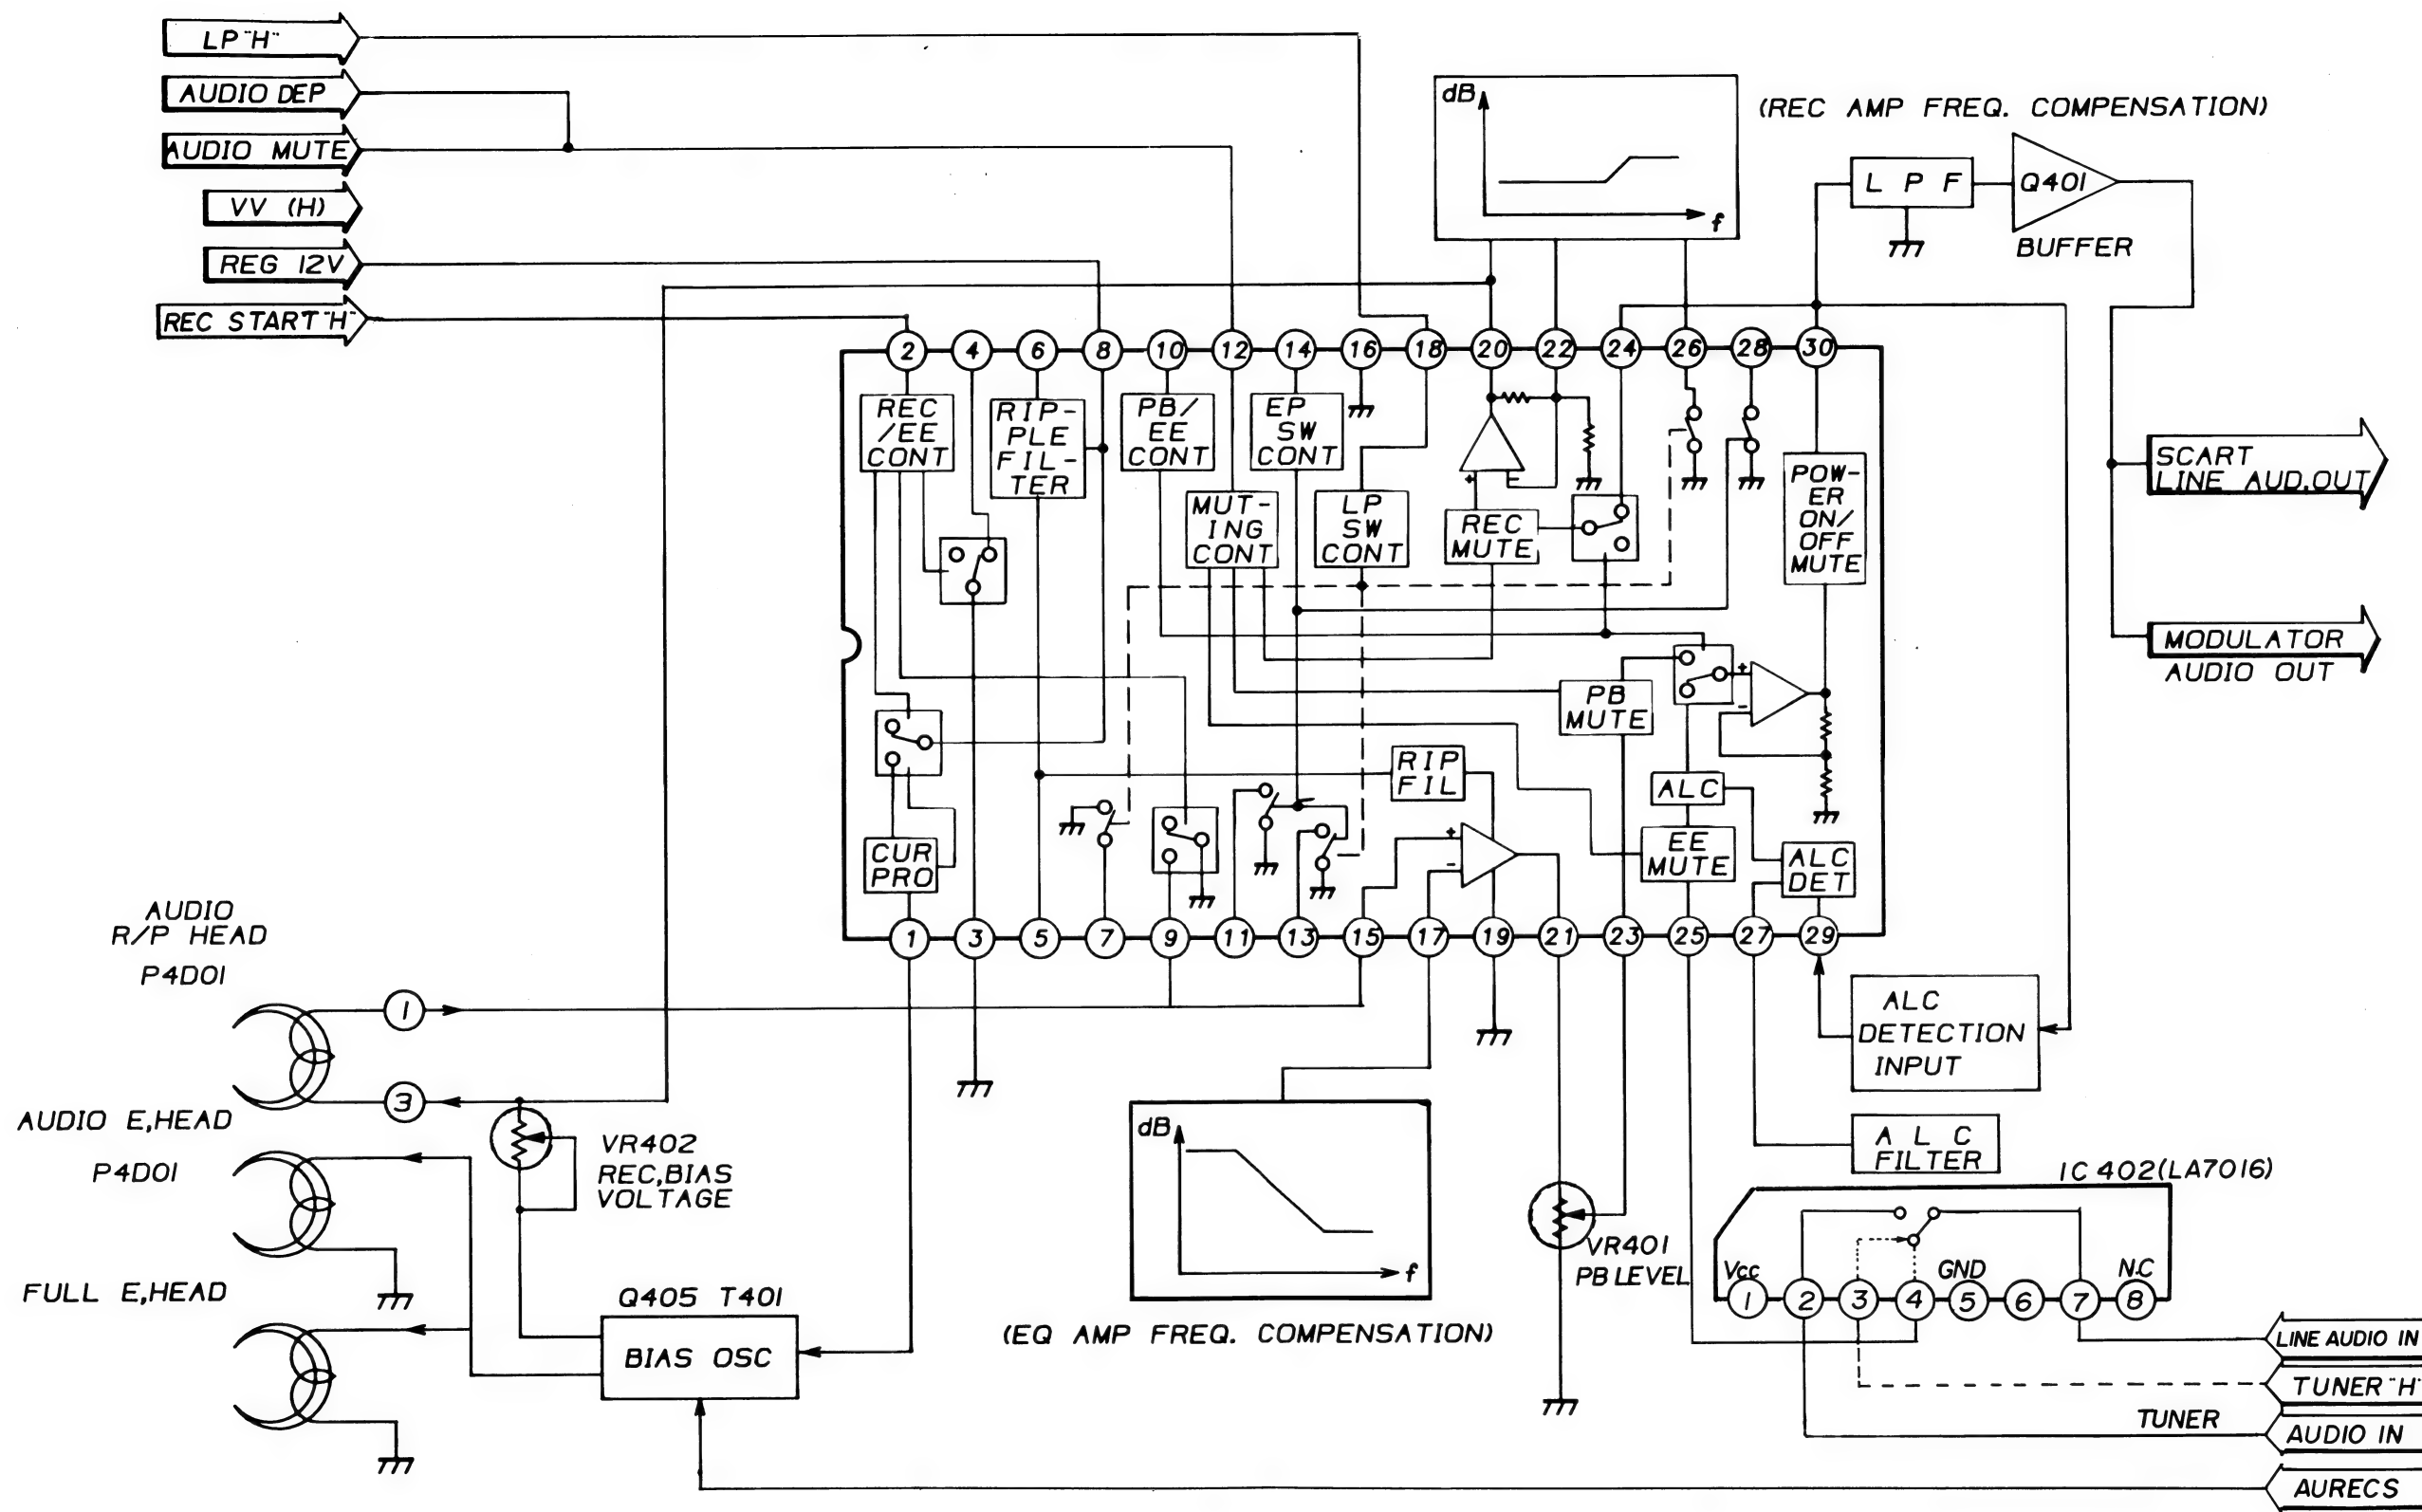 LP "H"
AUDIO DEP
AUDIO MUTE
VV (H)
REG 12V
REC START "H"
dB
f
(REC AMP FREQ. COMPENSATION)
L P F
Q401
BUFFER
SCART
LINE AUD,OUT
MODULATOR
AUDIO OUT
2
4
6
8
10
12
14
16
18
20
22
24
26
28
30
REC
/EE
CONT
RIP-
PLE
FIL-
TER
PB/
EE
CONT
EP
SW
CONT
MUT-
ING
CONT
LP
SW
CONT
+
-
REC
MUTE
POW-
ER
ON/
OFF
MUTE
PB
MUTE
+
-
RIP
FIL
ALC
EE
MUTE
ALC
DET
CUR
PRO
+
-
1
3
5
7
9
11
13
15
17
19
21
23
25
27
29
AUDIO
R/P HEAD
P4D01
1
3
AUDIO E,HEAD
P4D01
FULL E,HEAD
VR402
REC,BIAS
VOLTAGE
Q405 T401
BIAS OSC
dB
f
(EQ AMP FREQ. COMPENSATION)
VR401
PB LEVEL
ALC
DETECTION
INPUT
A L C
FILTER
IC 402(LA7016)
Vcc
GND
N.C
1
2
3
4
5
6
7
8
LINE AUDIO IN
TUNER "H"
TUNER
AUDIO IN
AURECS